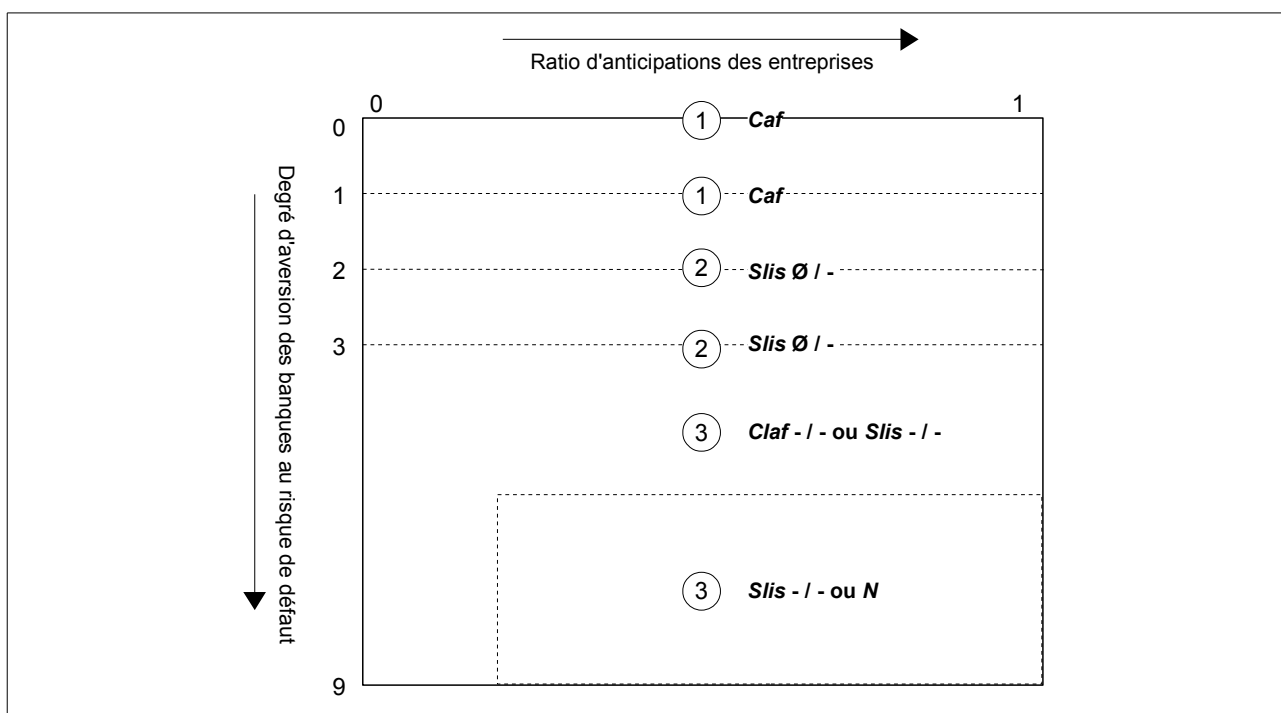 Ratio d'anticipations des entreprises
0 1
0 1 Caf
1 1 Caf
2 2 Slis Ø / -
3 2 Slis Ø / -
3 Claf - / - ou Slis - / -
3 Slis - / - ou N
9
Degré d'aversion des banques au risque de défaut